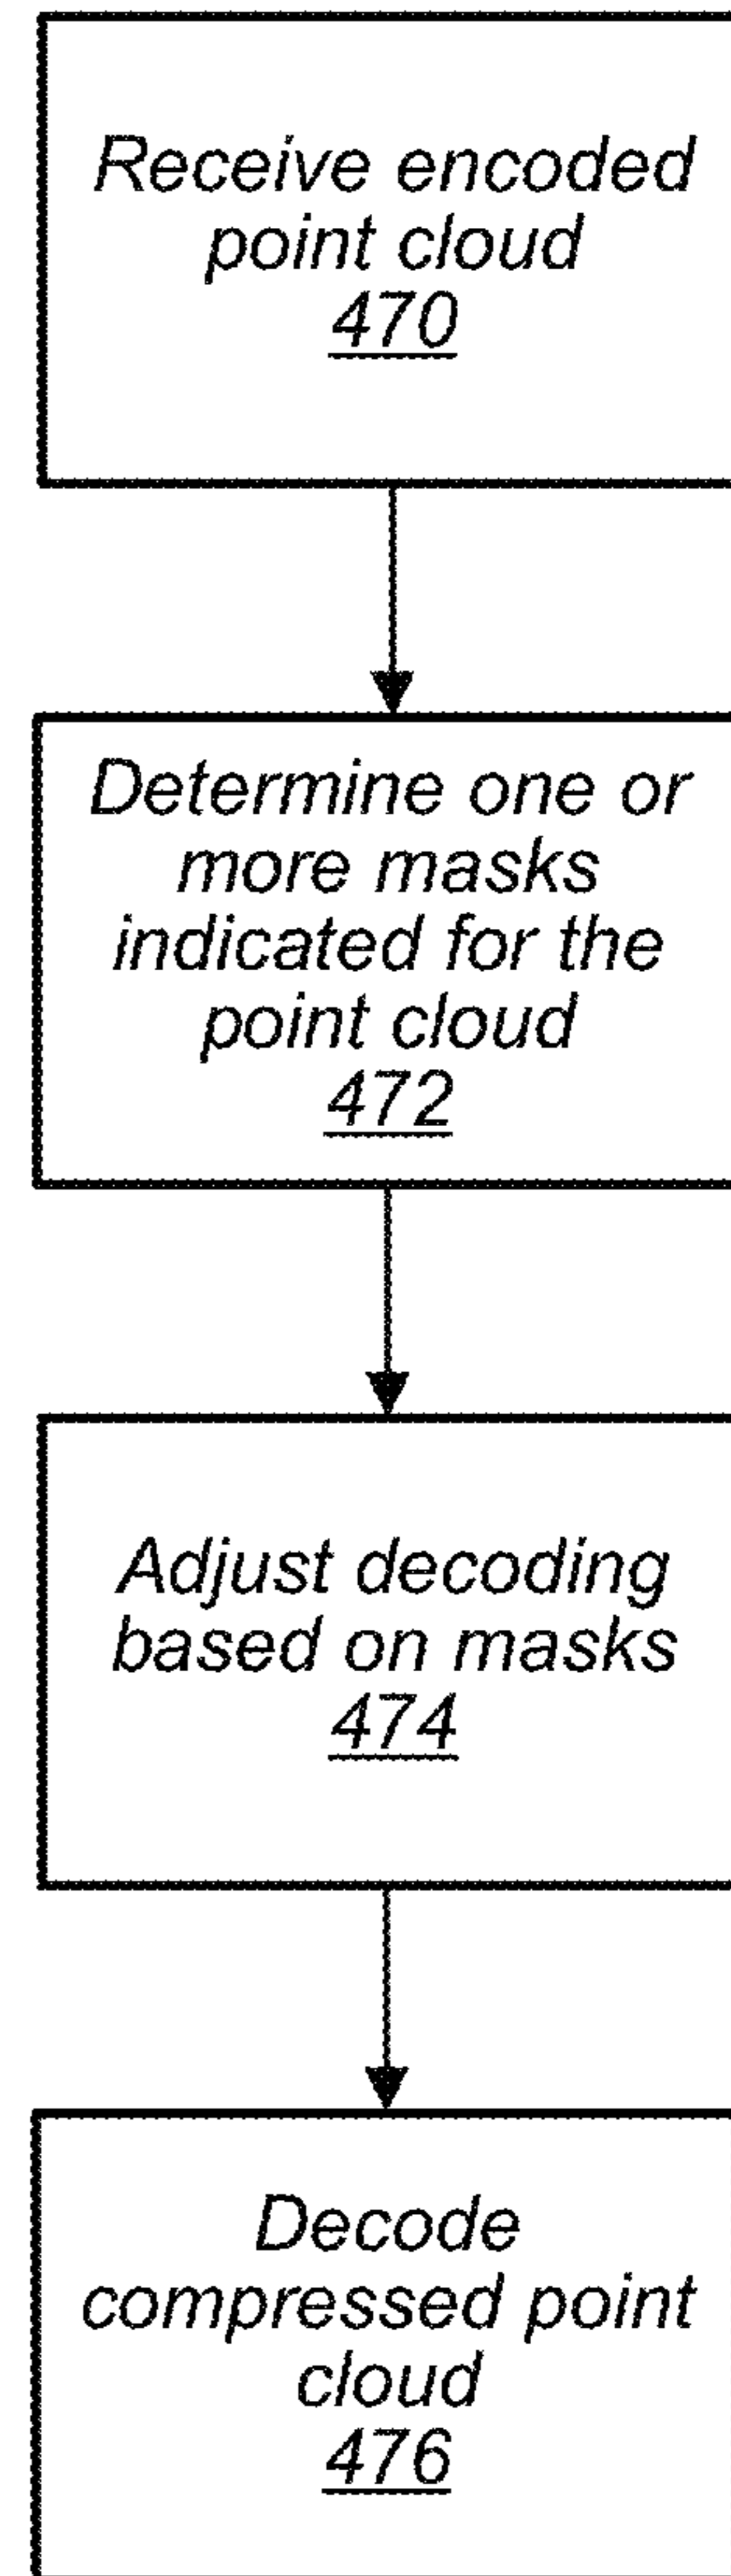 Receive encoded
point cloud
470
Determine one or
more masks
indicated for the
point cloud
472
Adjust decoding
based on masks
474
Decode
compressed point
cloud
476